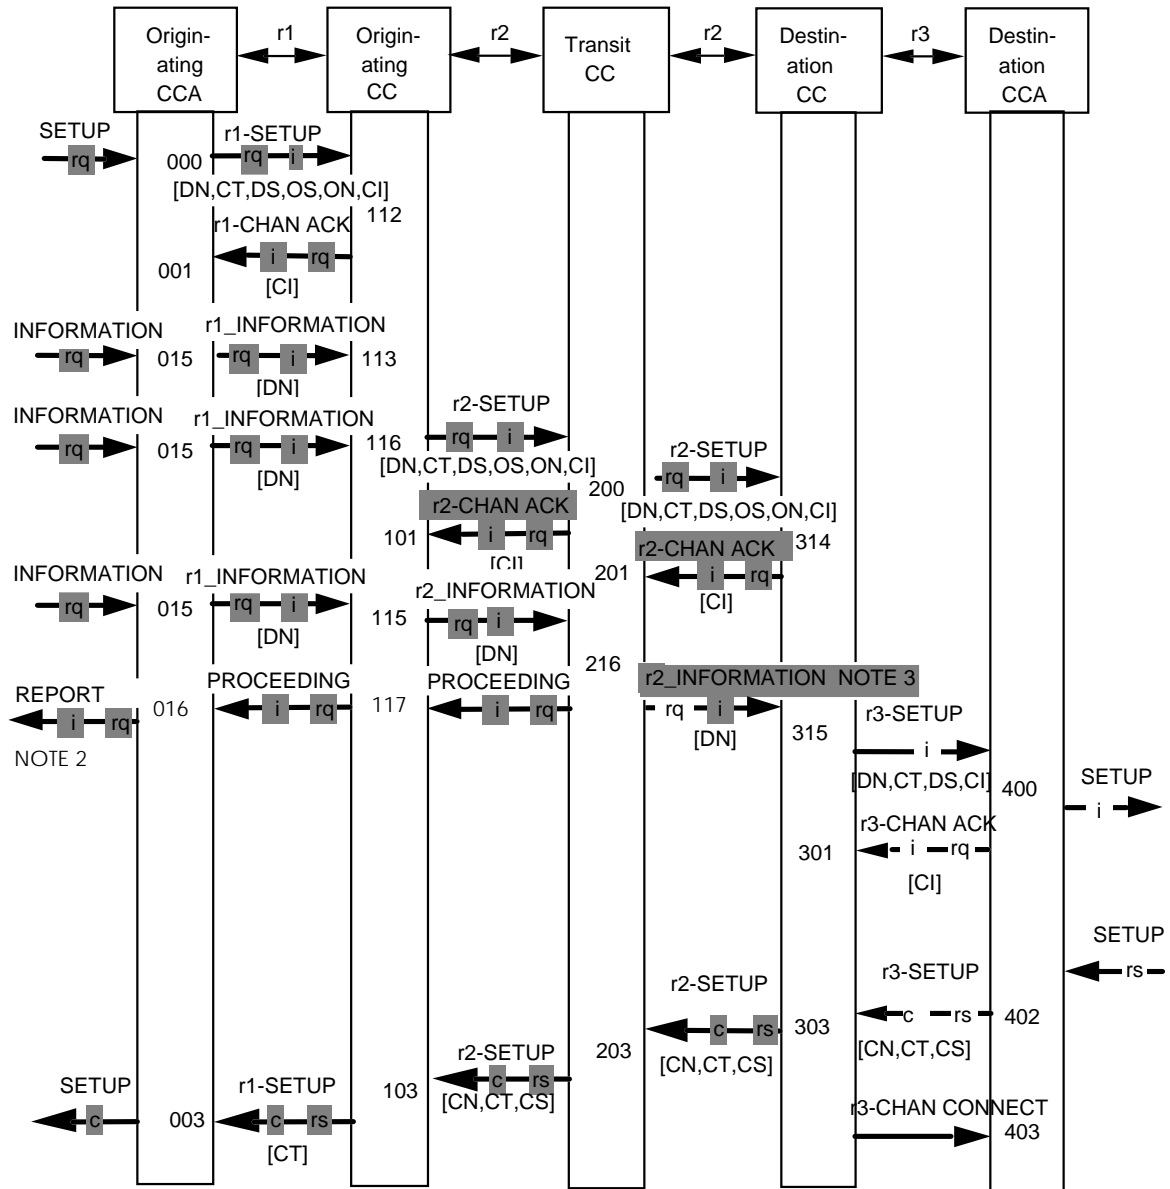 Origin-
ating
CCA
r1
Origin-
ating
CC
r2
Transit
CC
r2
Destin-
ation
CC
r3
Destin-
ation
CCA
SETUP
rq
000
r1-SETUP
rq i
[DN,CT,DS,OS,ON,CI]
112
r1-CHAN ACK
i rq
001
[CI]
INFORMATION
rq
015
r1_INFORMATION
rq i
113
[DN]
INFORMATION
rq
015
r1_INFORMATION
rq i
116
[DN]
r2-SETUP
rq i
[DN,CT,DS,OS,ON,CI]
200
r2-SETUP
rq i
[DN,CT,DS,OS,ON,CI]
r2-CHAN ACK
101
i rq
[CI]
314
r2-CHAN ACK
201
i rq
[CI]
INFORMATION
rq
015
r1_INFORMATION
rq i
[DN]
115
r2_INFORMATION
rq i
[DN]
216
r2_INFORMATION NOTE 3
rq i
[DN]
315
REPORT
i rq
NOTE 2
016
PROCEEDING
i rq
117
PROCEEDING
i rq
r3-SETUP
i
[DN,CT,DS,CI]
400
SETUP
i
r3-CHAN ACK
301
i rq
[CI]
SETUP
rs
r3-SETUP
c rs
402
[CN,CT,CS]
r2-SETUP
c rs
303
[CN,CT,CS]
203
r2-SETUP
c rs
[CN,CT,CS]
103
SETUP
c
003
r1-SETUP
c rs
[CT]
r3-CHAN CONNECT
403